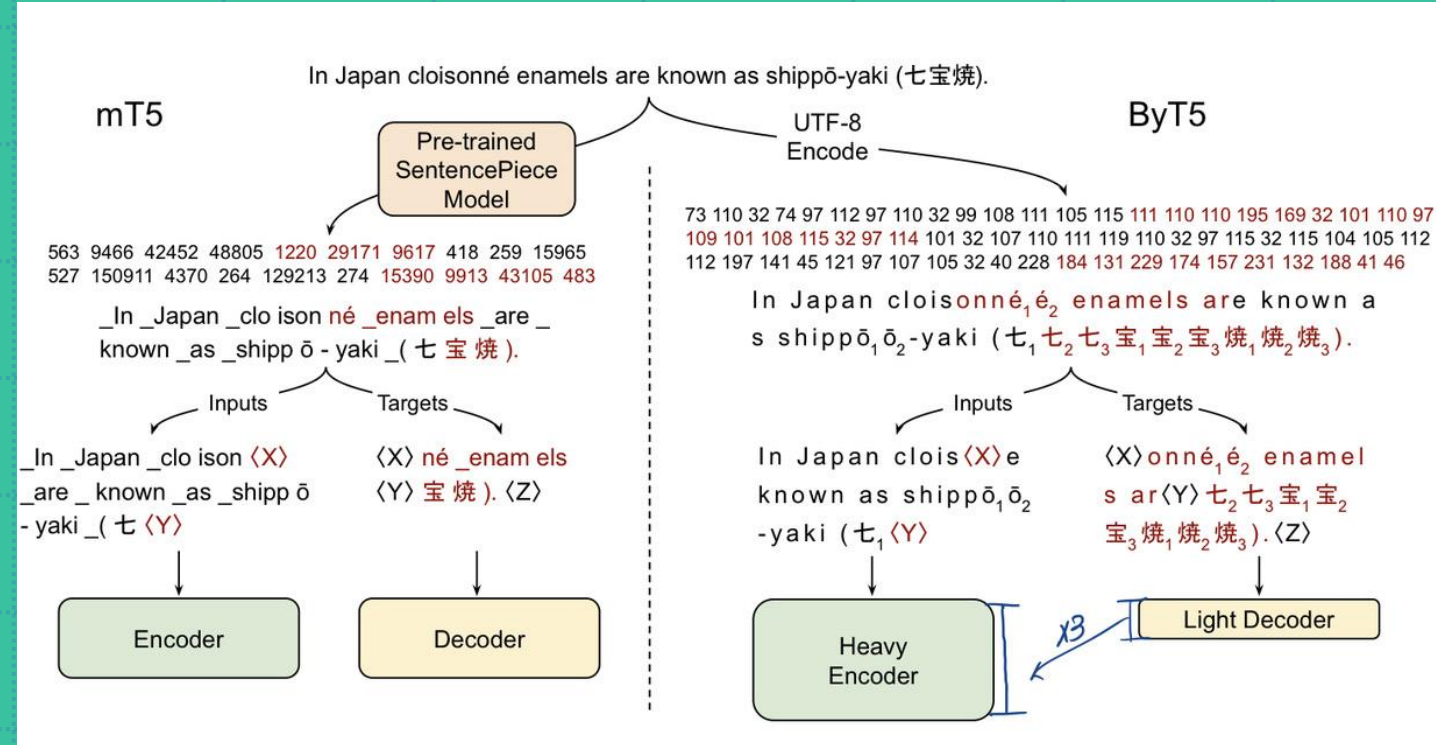 In Japan cloisonné enamels are known as shippō-yaki (七宝焼).
mT5
Pre-trained
SentencePiece
Model
563 9466 42452 48805 1220 29171 9617 418 259 15965
527 150911 4370 264 129213 274 15390 9913 43105 483
_In _Japan _clo ison né _enam els _are _
known _as _shipp ō - yaki _( 七 宝 焼 ).
Inputs
Targets
_In _Japan _clo ison 〈X〉
_are _ known _as _shipp ō
- yaki _( 七 〈Y〉
〈X〉 né _enam els
〈Y〉 宝 焼 ). 〈Z〉
Encoder
Decoder
UTF-8
Encode
ByT5
73 110 32 74 97 112 97 110 32 99 108 111 105 115 111 110 110 195 169 32 101 110 97
109 101 108 115 32 97 114 101 32 107 110 111 119 110 32 97 115 32 115 104 105 112
112 197 141 45 121 97 107 105 32 40 228 184 131 229 174 157 231 132 188 41 46
In Japan cloisonné₁é₂ enamels are known a
s shippō₁ō₂-yaki (七₁七₂七₃宝₁宝₂宝₃焼₁焼₂焼₃).
Inputs
Targets
In Japan clois〈X〉e
known as shippō₁ō₂
-yaki (七₁〈Y〉
〈X〉onné₁é₂ enamel
s ar〈Y〉七₂七₃宝₁宝₂
宝₃焼₁焼₂焼₃).〈Z〉
Heavy
Encoder
x3
Light Decoder